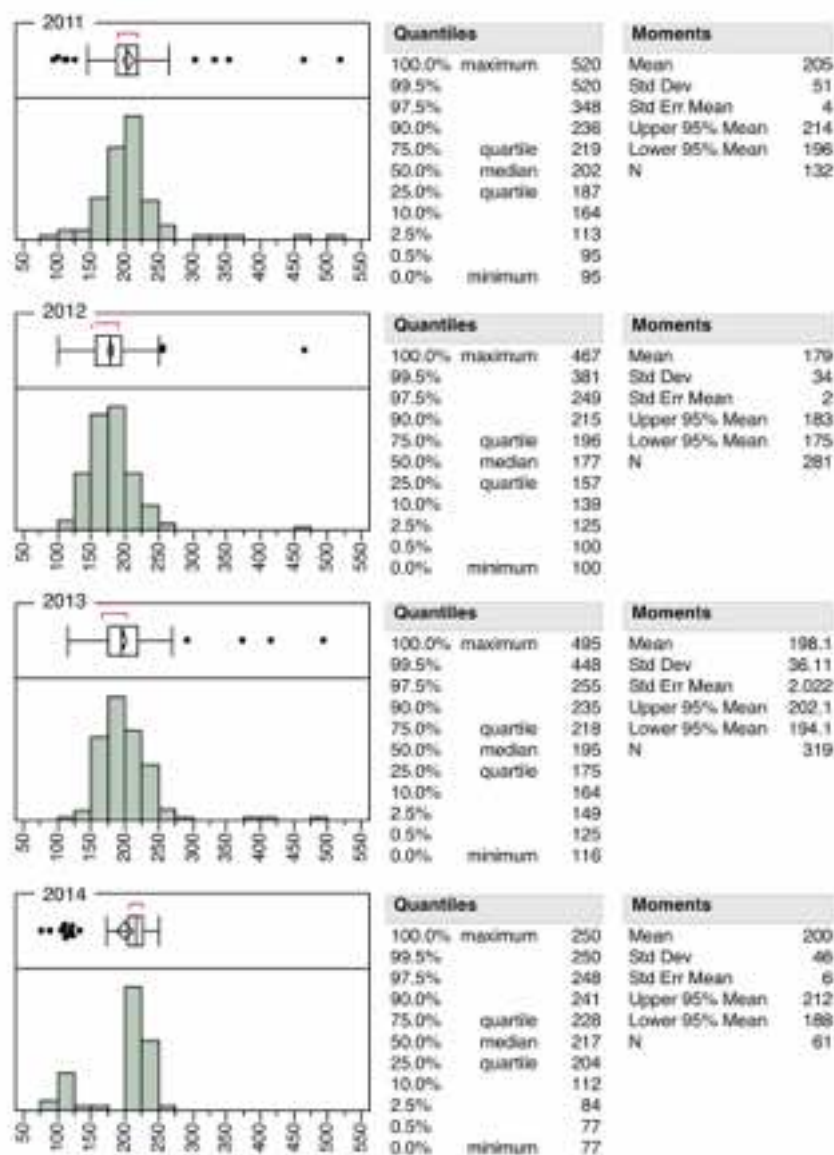 2011
Quantiles
100.0% maximum 520
99.5% 520
97.5% 348
90.0% 236
75.0% quartile 219
50.0% median 202
25.0% quartile 187
10.0% 164
2.5% 113
0.5% 95
0.0% minimum 95
Moments
Mean 205
Std Dev 51
Std Err Mean 4
Upper 95% Mean 214
Lower 95% Mean 196
N 132
50 100 150 200 250 300 350 400 450 500 550
2012
Quantiles
100.0% maximum 467
99.5% 381
97.5% 249
90.0% 215
75.0% quartile 196
50.0% median 177
25.0% quartile 157
10.0% 139
2.5% 125
0.5% 100
0.0% minimum 100
Moments
Mean 179
Std Dev 34
Std Err Mean 2
Upper 95% Mean 183
Lower 95% Mean 175
N 281
50 100 150 200 250 300 350 400 450 500 550
2013
Quantiles
100.0% maximum 495
99.5% 448
97.5% 255
90.0% 235
75.0% quartile 218
50.0% median 195
25.0% quartile 175
10.0% 164
2.5% 149
0.5% 125
0.0% minimum 116
Moments
Mean 198.1
Std Dev 36.11
Std Err Mean 2.022
Upper 95% Mean 202.1
Lower 95% Mean 194.1
N 319
50 100 150 200 250 300 350 400 450 500 550
2014
Quantiles
100.0% maximum 250
99.5% 250
97.5% 248
90.0% 241
75.0% quartile 228
50.0% median 217
25.0% quartile 204
10.0% 112
2.5% 84
0.5% 77
0.0% minimum 77
Moments
Mean 200
Std Dev 46
Std Err Mean 6
Upper 95% Mean 212
Lower 95% Mean 188
N 61
50 100 150 200 250 300 350 400 450 500 550